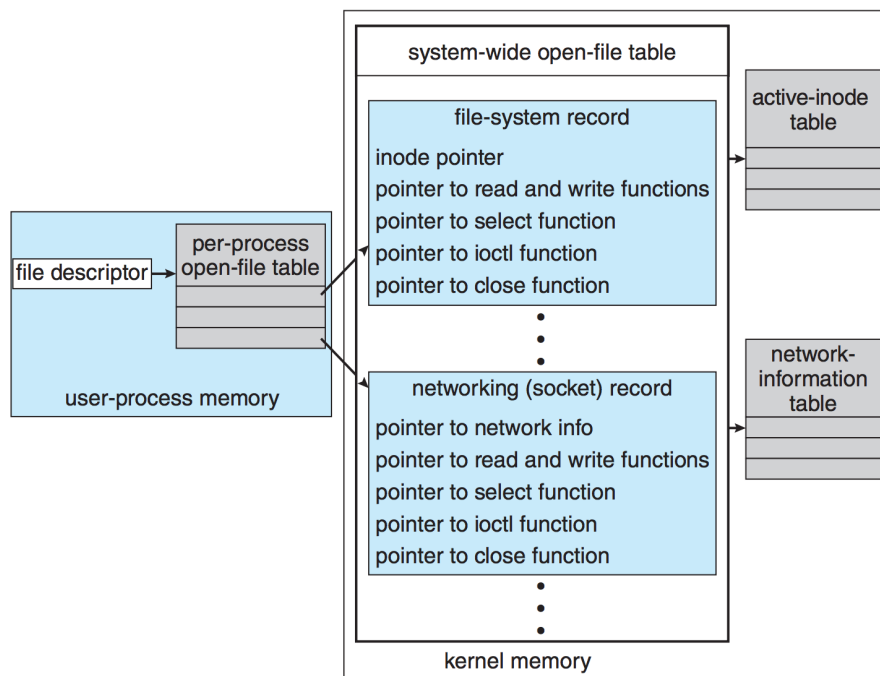 system-wide open-file table
file-system record
inode pointer
pointer to read and write functions
pointer to select function
pointer to ioctl function
pointer to close function
active-inode
table
per-process
open-file table
file descriptor
user-process memory
networking (socket) record
pointer to network info
pointer to read and write functions
pointer to select function
pointer to ioctl function
pointer to close function
network-
information
table
kernel memory